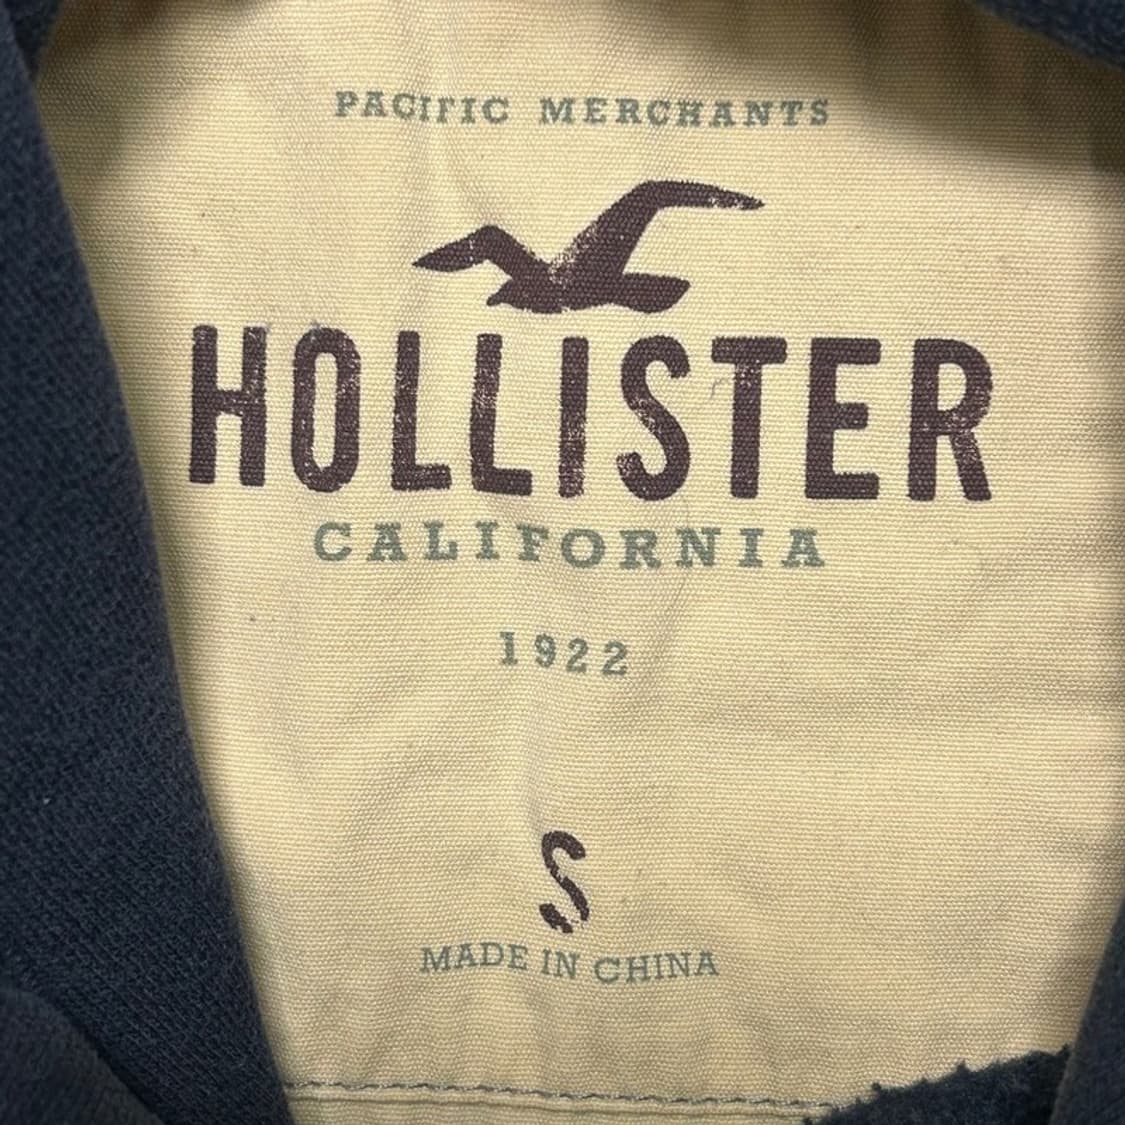 PACIFIC MERCHANTS
HOLLISTER
CALIFORNIA
1922
S
MADE IN CHINA